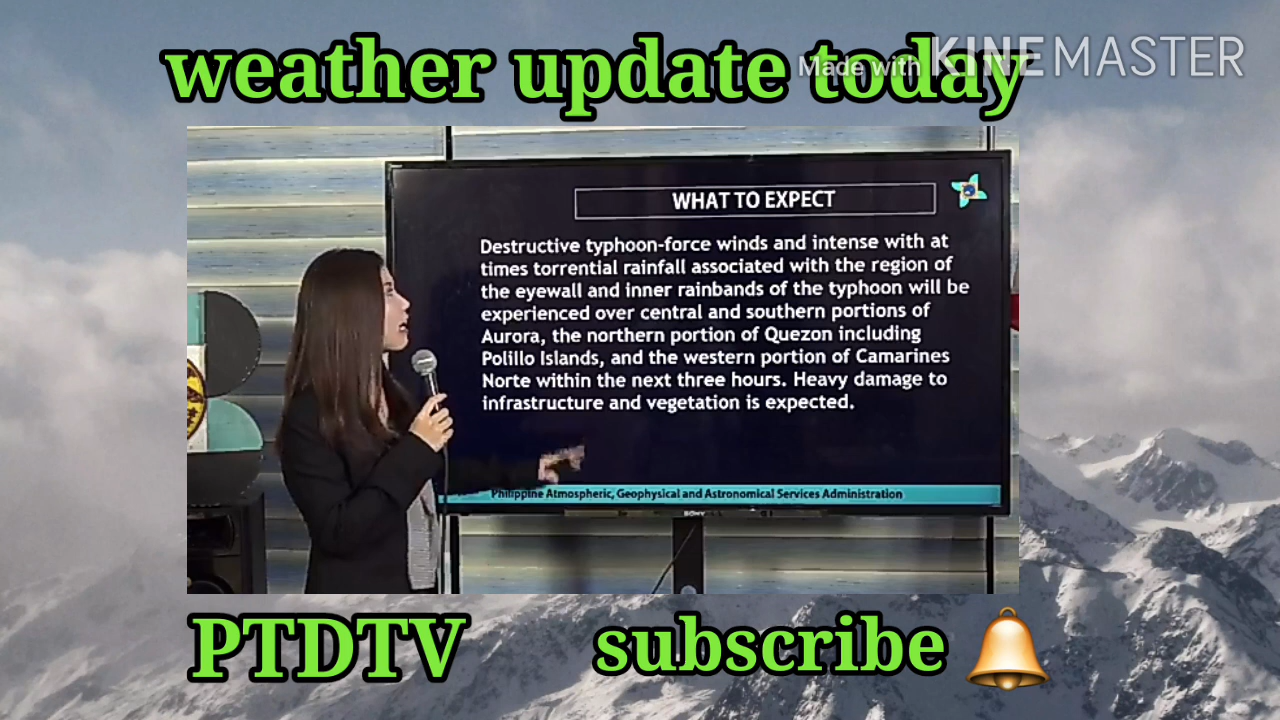 weather update today
Made with KINEMASTER
WHAT TO EXPECT
Destructive typhoon-force winds and intense with at
times torrential rainfall associated with the region of
the eyewall and inner rainbands of the typhoon will be
experienced over central and southern portions of
Aurora, the northern portion of Quezon including
Polillo Islands, and the western portion of Camarines
Norte within the next three hours. Heavy damage to
infrastructure and vegetation is expected.
Philippine Atmospheric, Geophysical and Astronomical Services Administration
SONY
PTDTV
subscribe